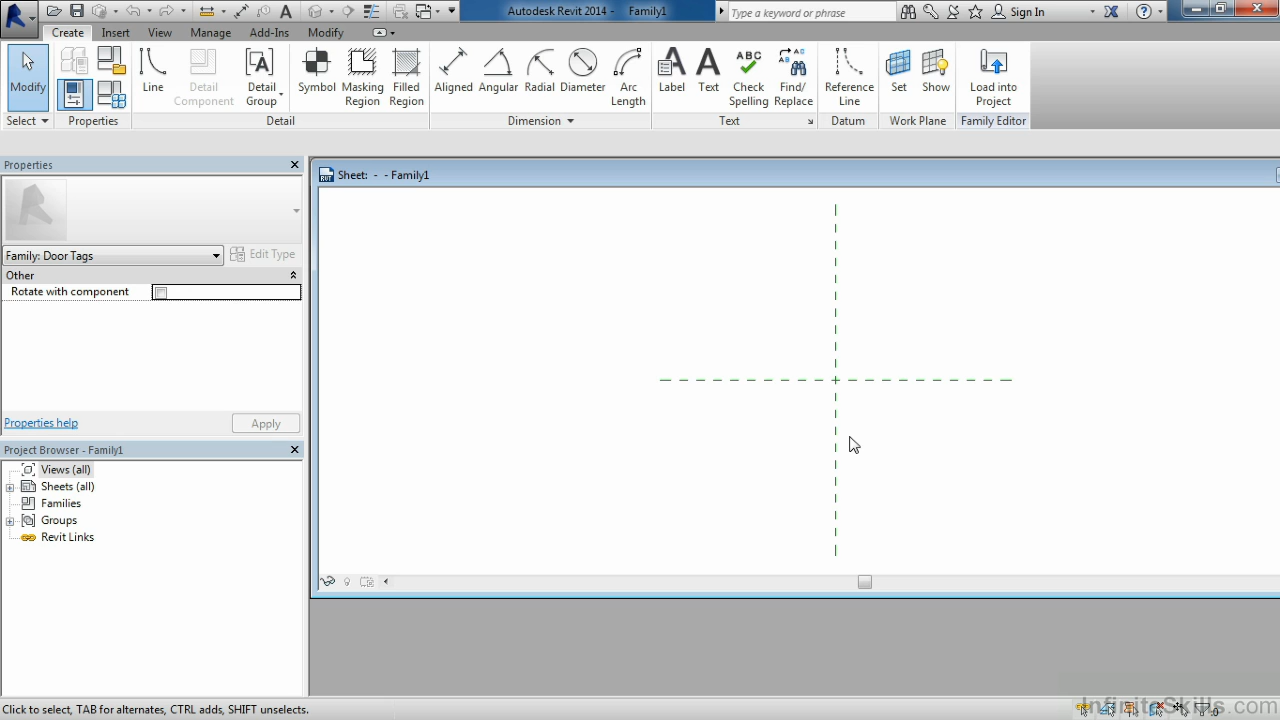 Autodesk Revit 2014 -    Family1
Type a keyword or phrase
Sign In
Create
Insert
View
Manage
Add-Ins
Modify
Modify
Line
Detail
Component
Detail
Group
Symbol
Masking
Region
Filled
Region
Aligned
Angular
Radial
Diameter
Arc
Length
Label
Text
Check
Spelling
Find/
Replace
Reference
Line
Set
Show
Load into
Project
Select
Properties
Detail
Dimension
Text
Datum
Work Plane
Family Editor
Properties
Family: Door Tags
Edit Type
Other
Rotate with component
Properties help
Apply
Project Browser - Family1
Views (all)
Sheets (all)
Families
Groups
Revit Links
Sheet:  -  - Family1
Click to select, TAB for alternates, CTRL adds, SHIFT unselects.
InfiniteSkills.com
:0